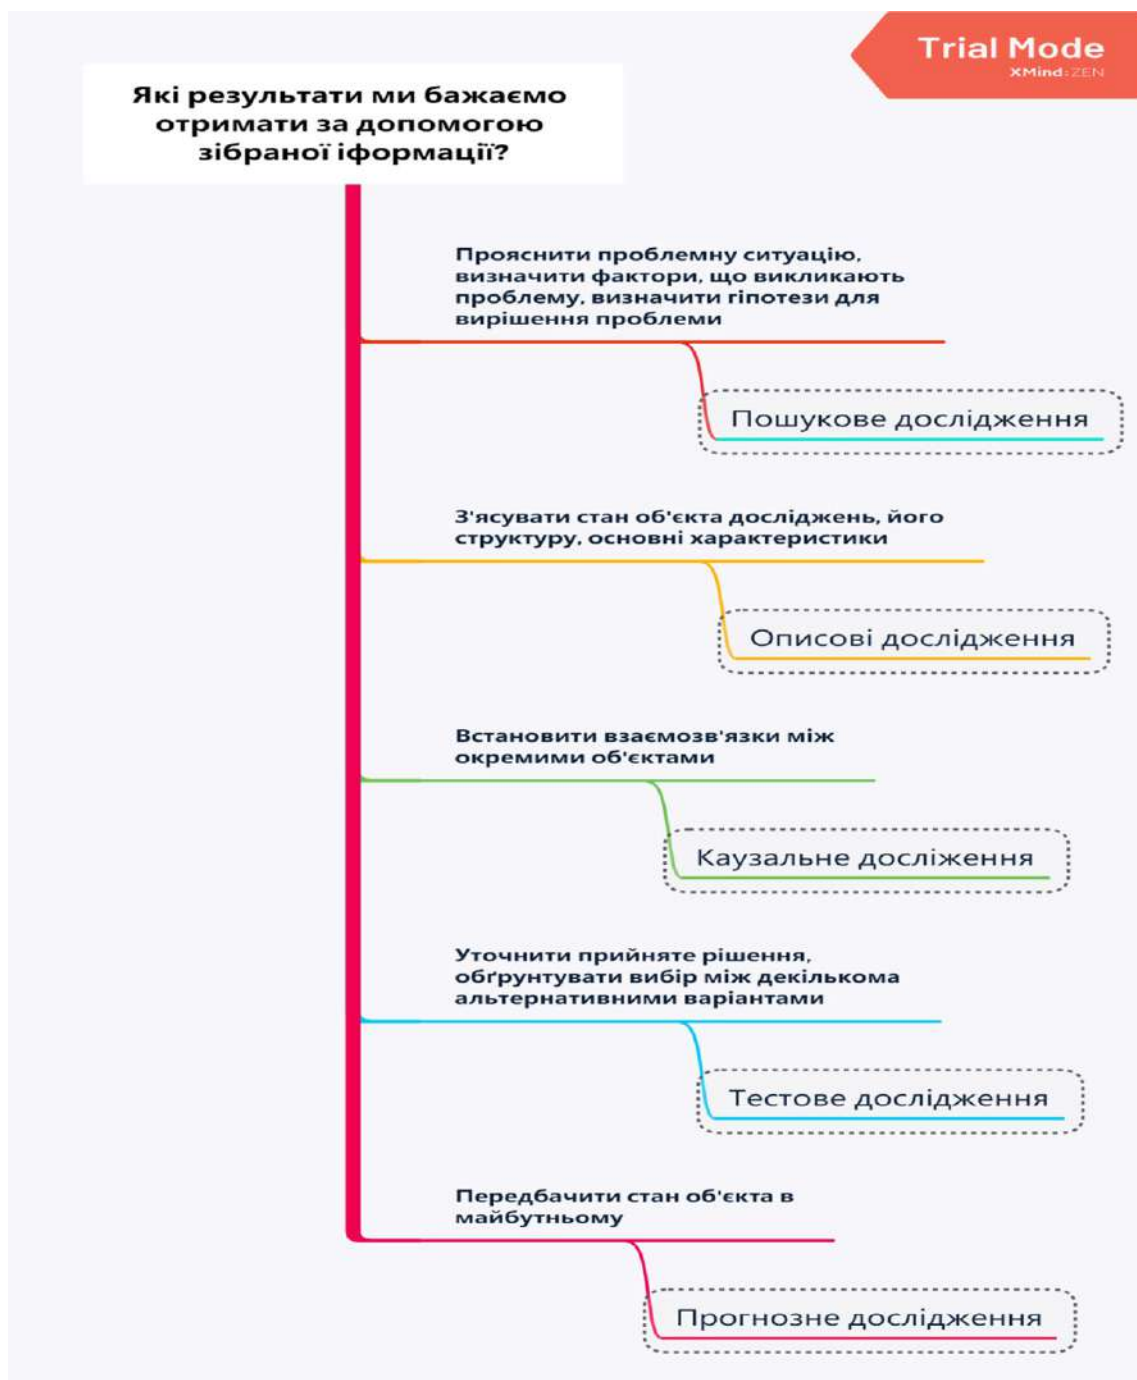 Trial Mode
XMind:ZEN
Які результати ми бажаємо
отримати за допомогою
зібраної іформації?
Прояснити проблемну ситуацію,
визначити фактори, що викликають
проблему, визначити гіпотези для
вирішення проблеми
Пошукове дослідження
З'ясувати стан об'єкта досліджень, його
структуру, основні характеристики
Описові дослідження
Встановити взаємозв'язки між
окремими об'єктами
Каузальне досліження
Уточнити прийняте рішення,
обґрунтувати вибір між декількома
альтернативними варіантами
Тестове дослідження
Передбачити стан об'єкта в
майбутньому
Прогнозне дослідження